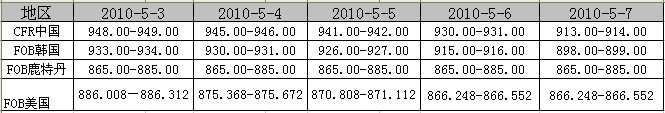 地区 2010-5-3 2010-5-4 2010-5-5 2010-5-6 2010-5-7
CFR中国 948.00-949.00 945.00-946.00 941.00-942.00 930.00-931.00 913.00-914.00
FOB韩国 933.00-934.00 930.00-931.00 926.00-927.00 915.00-916.00 898.00-899.00
FOB鹿特丹 865.00-885.00 865.00-885.00 865.00-885.00 865.00-885.00 865.00-885.00
FOB美国 886.008—886.312 875.368-875.672 870.808-871.112 866.248-866.552 866.248-866.552